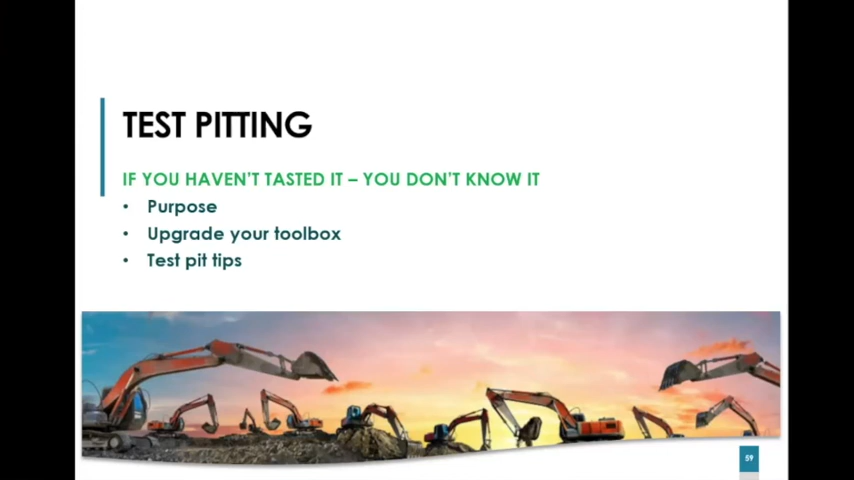 TEST PITTING
IF YOU HAVEN'T TASTED IT – YOU DON'T KNOW IT
• Purpose
• Upgrade your toolbox
• Test pit tips
59